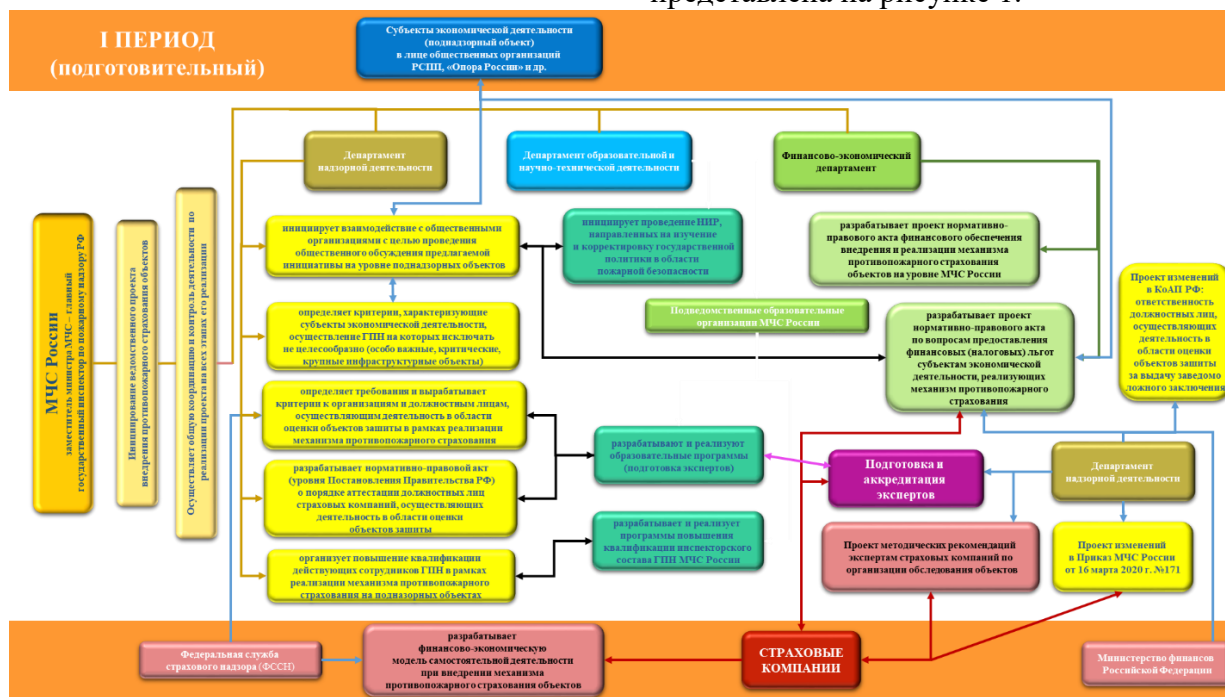 представлена на рисунке 1.
I ПЕРИОД
(подготовительный)
Субъекты экономической деятельности
(поднадзорный объект)
в лице общественных организаций
РСПП, «Опора России» и др.
Департамент
надзорной деятельности
Департамент образовательной и
научно-технической деятельности
Финансово-экономический
департамент
МЧС России
заместитель министра МЧС – главный
государственный инспектор по пожарному надзору РФ
Инициирование ведомственного проекта
внедрения противопожарного страхования объектов
Осуществляет общую координацию и контроль деятельности по
реализации проекта на всех этапах его реализации
инициирует взаимодействие с общественными
организациями с целью проведения
общественного обсуждения предлагаемой
инициативы на уровне поднадзорных объектов
инициирует проведение НИР,
направленных на изучение
и корректировку государственной
политики в области
пожарной безопасности
разрабатывает проект нормативно-
правового акта финансового обеспечения
внедрения и реализации механизма
противопожарного страхования
объектов на уровне МЧС России
Проект изменений
в КоАП РФ:
ответственность
должностных лиц,
осуществляющих
деятельность в
области оценки
объектов защиты
за выдачу заведомо
ложного заключения
определяет критерии, характеризующие
субъекты экономической деятельности,
осуществление ГПН на которых исключать
не целесообразно (особо важные, критические,
крупные инфраструктурные объекты)
Подведомственные образовательные
организации МЧС России
разрабатывает проект
нормативно-правового акта
по вопросам предоставления
финансовых (налоговых) льгот
субъектам экономической
деятельности, реализующих
механизм противопожарного
страхования
определяет требования и вырабатывает
критерии к организациям и должностным лицам,
осуществляющим деятельность в области
оценки объектов защиты в рамках реализации
механизма противопожарного страхования
разрабатывают и реализуют
образовательные программы
(подготовка экспертов)
Подготовка и
аккредитация
экспертов
Департамент
надзорной деятельности
разрабатывает нормативно-правовой акт
(уровня Постановления Правительства РФ)
о порядке аттестации должностных лиц
страховых компаний, осуществляющих
деятельность в области оценки
объектов защиты
разрабатывает и реализует
программы повышения
квалификации инспекторского
состава ГПН МЧС России
Проект методических рекомендаций
экспертам страховых компаний по
организации обследования объектов
Проект изменений
в Приказ МЧС России
от 16 марта 2020 г. №171
организует повышение квалификации
действующих сотрудников ГПН в рамках
реализации механизма противопожарного
страхования на поднадзорных объектах
Федеральная служба
страхового надзора (ФССН)
разрабатывает
финансово-экономическую
модель самостоятельной деятельности
при внедрении механизма
противопожарного страхования объектов
СТРАХОВЫЕ
КОМПАНИИ
Министерство финансов
Российской Федерации